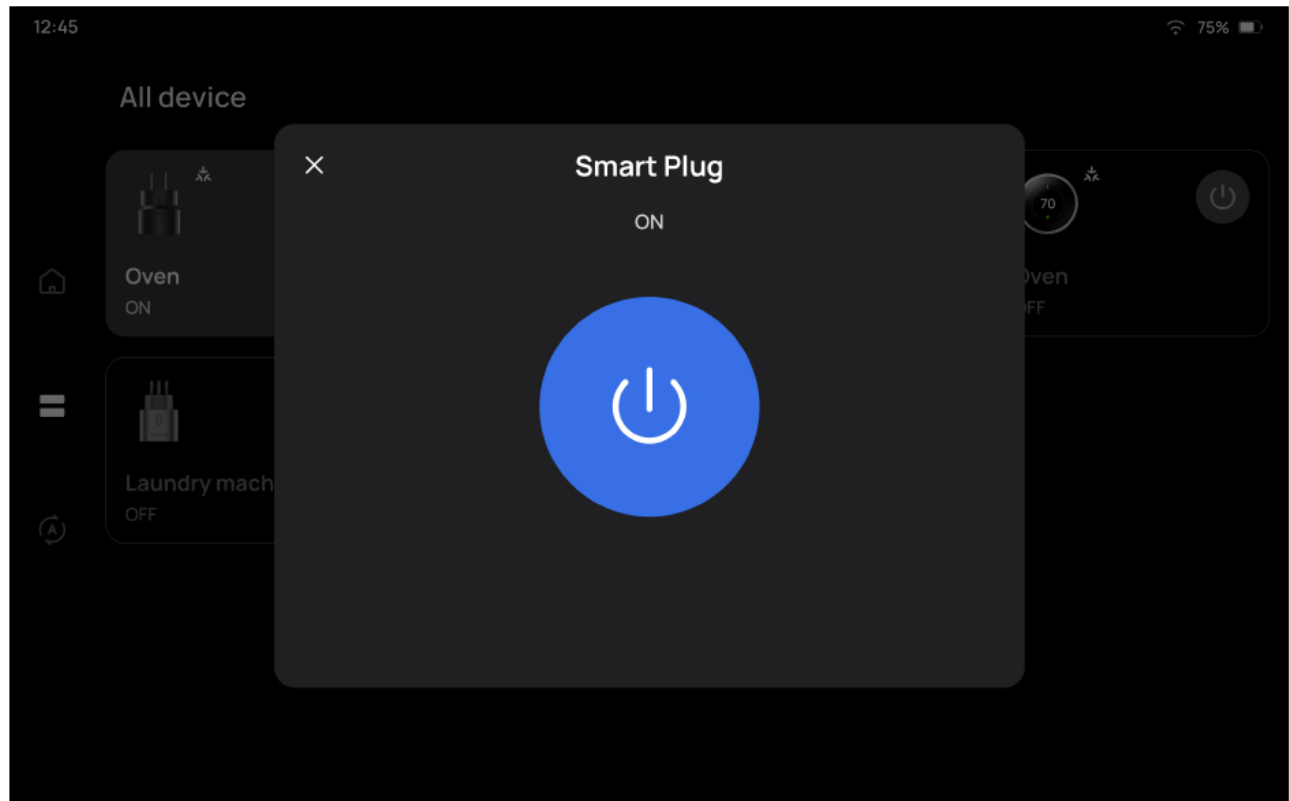 12:45
75%
All device
Smart Plug
ON
70
Oven
ON
ven
FF
Laundry mach
OFF